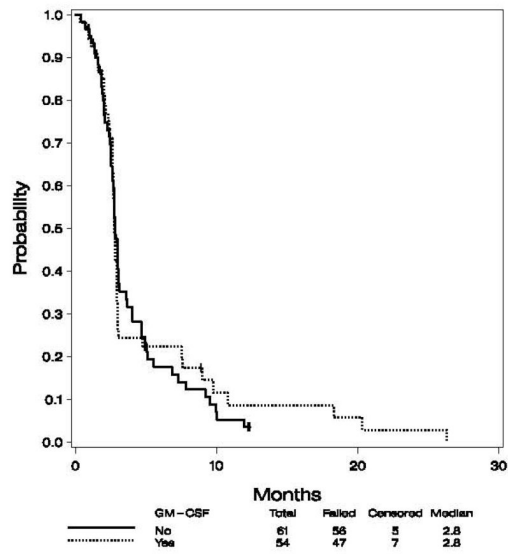 1.0
0.9
0.8
0.7
0.6
0.5
0.4
0.3
0.2
0.1
0.0
Probability
0 10 20 30
Months
GM-CSF Total Failed Censored Median
No 61 56 5 2.8
Yes 54 47 7 2.8